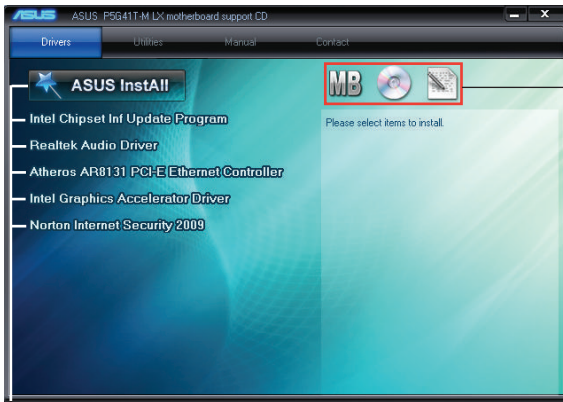 ASUS ASUS P5G41T-M LX motherboard support CD
Drivers Utilities Manual Contact
ASUS InstAll MB
Intel Chipset Inf Update Program
Please select items to install.
Realtek Audio Driver
Atheros AR8131 PCI-E Ethernet Controller
Intel Graphics Accelerator Driver
Norton Internet Security 2009